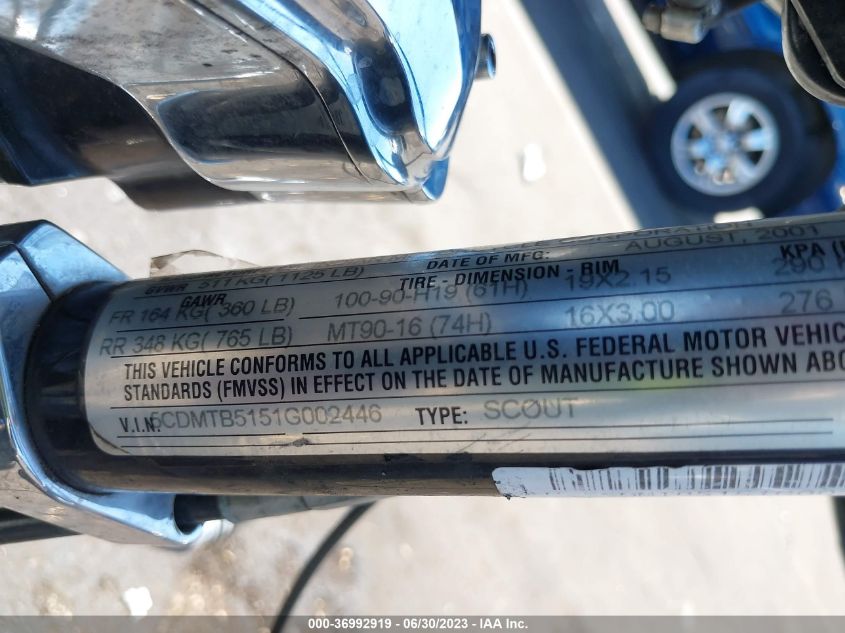 CORPORATION
GVWR 511 KG( 1125 LB) DATE OF MFG: AUGUST, 2001
GAWR TIRE - DIMENSION - RIM KPA
FR 164 KG( 360 LB) 100-90-H19 (61H) 19X2.15 290
RR 348 KG( 765 LB) MT90-16 (74H) 16X3.00 276
THIS VEHICLE CONFORMS TO ALL APPLICABLE U.S. FEDERAL MOTOR VEHIC
STANDARDS (FMVSS) IN EFFECT ON THE DATE OF MANUFACTURE SHOWN ABO
V.I.N. 5CDMTB5151G002446 TYPE: SCOUT
© -36992919 - 06/30/2023 - IAA Inc.